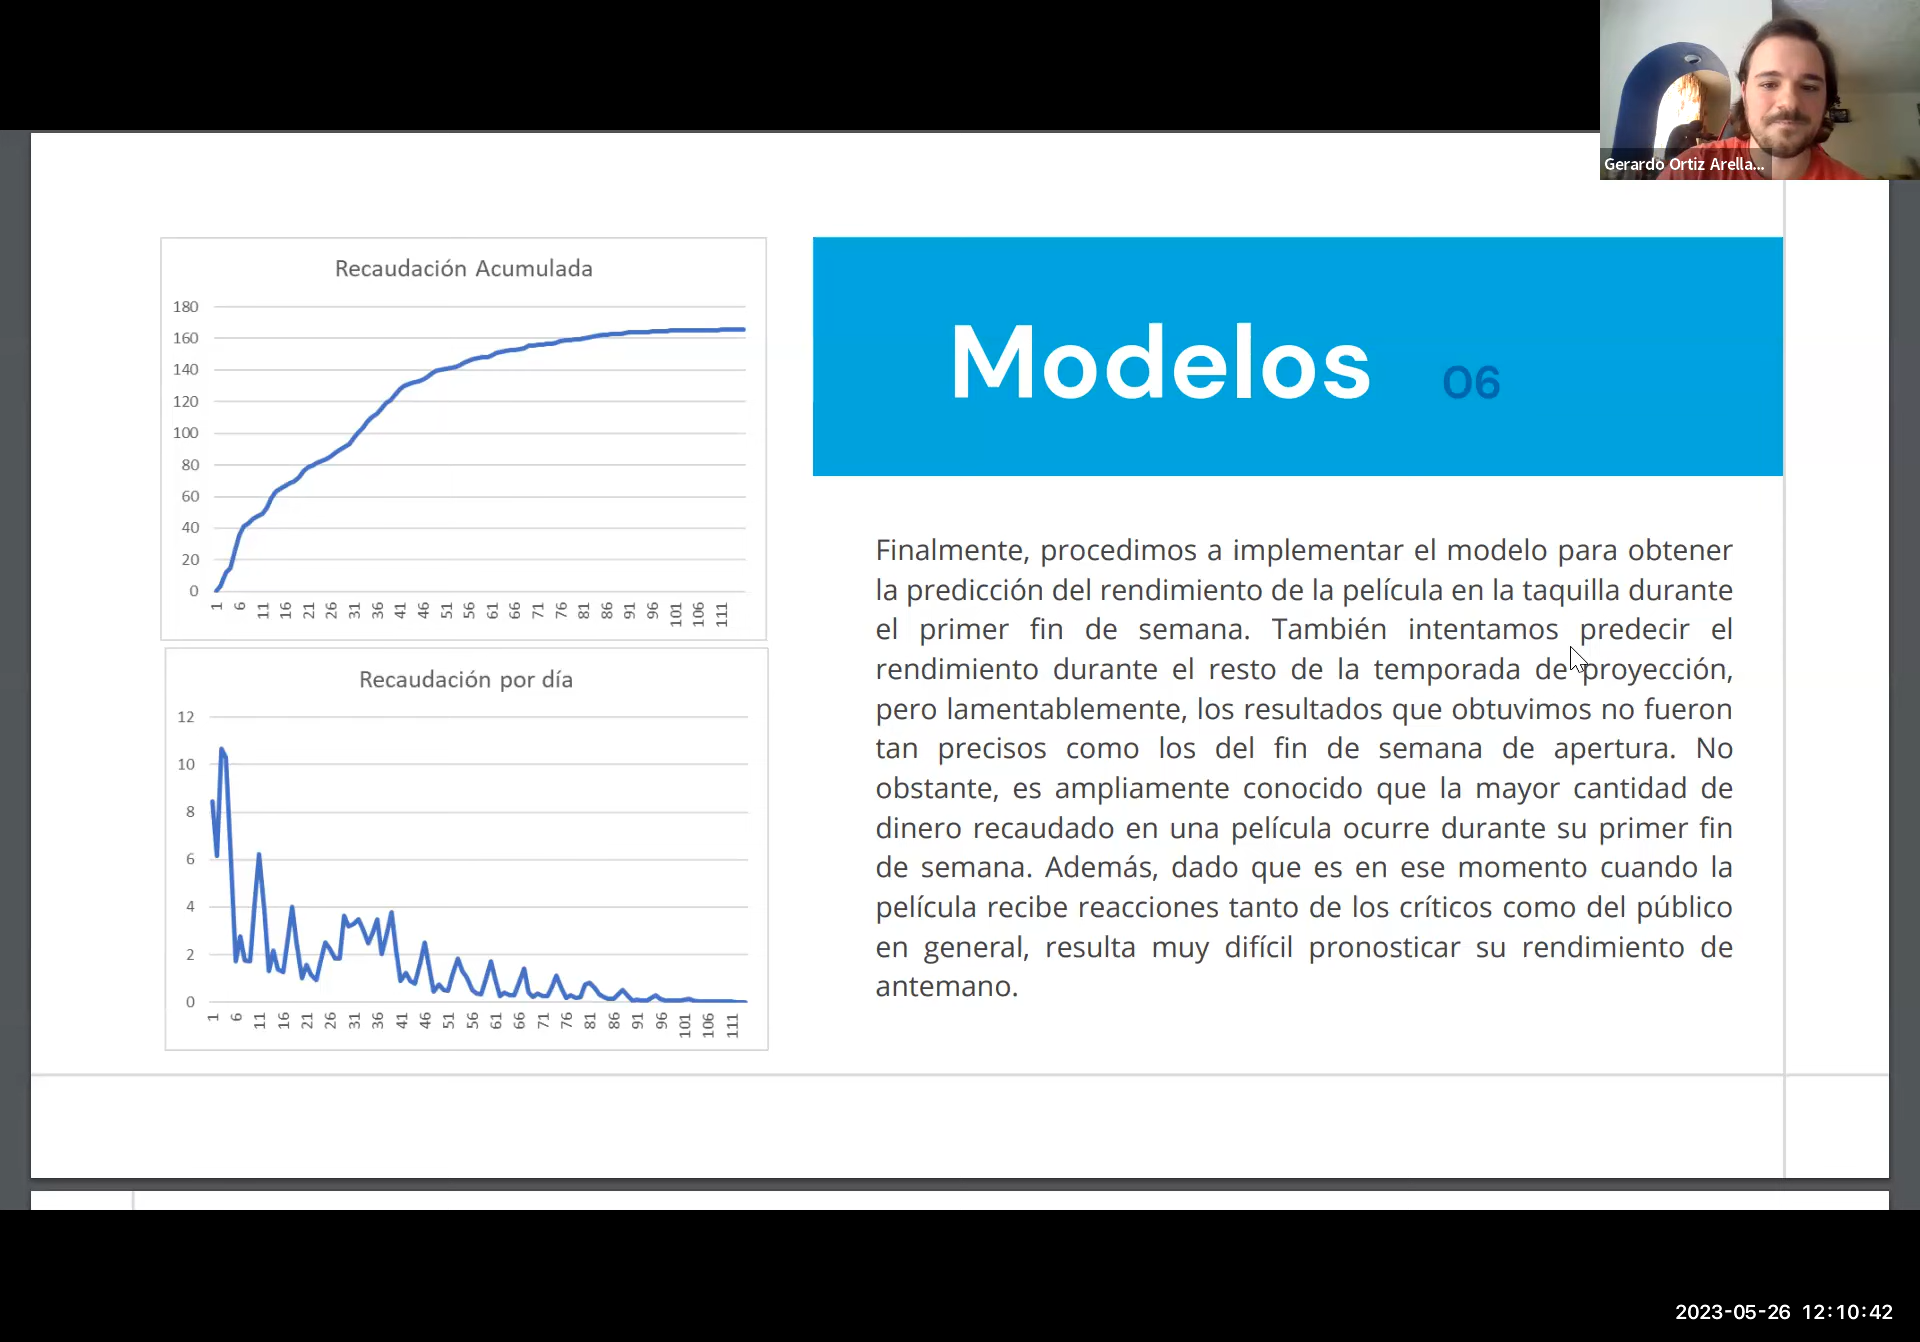 Gerardo Ortiz Arella...
Recaudación Acumulada
180
160
140
120
100
80
60
40
20
0
1 6 11 16 21 26 31 36 41 46 51 56 61 66 71 76 81 86 91 96 101 106 111
Recaudación por día
12
10
8
6
4
2
0
1 6 11 16 21 26 31 36 41 46 51 56 61 66 71 76 81 86 91 96 101 106 111
Modelos 06
Finalmente, procedimos a implementar el modelo para obtener
la predicción del rendimiento de la película en la taquilla durante
el primer fin de semana. También intentamos predecir el
rendimiento durante el resto de la temporada de proyección,
pero lamentablemente, los resultados que obtuvimos no fueron
tan precisos como los del fin de semana de apertura. No
obstante, es ampliamente conocido que la mayor cantidad de
dinero recaudado en una película ocurre durante su primer fin
de semana. Además, dado que es en ese momento cuando la
película recibe reacciones tanto de los críticos como del público
en general, resulta muy difícil pronosticar su rendimiento de
antemano.
2023-05-26 12:10:42